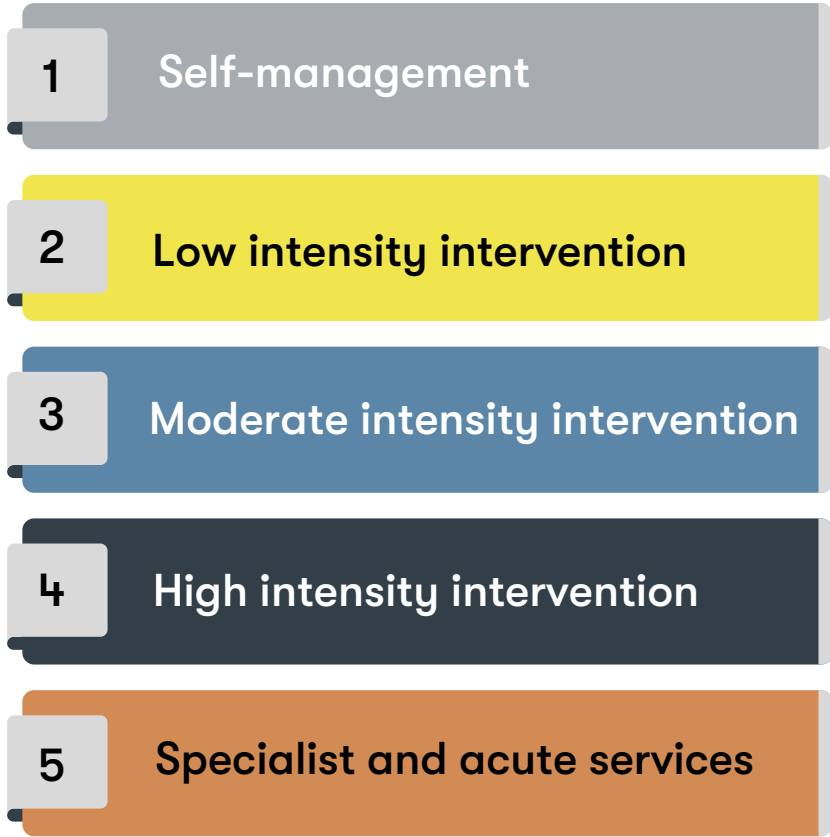 1 Self-management
2 Low intensity intervention
3 Moderate intensity intervention
4 High intensity intervention
5 Specialist and acute services